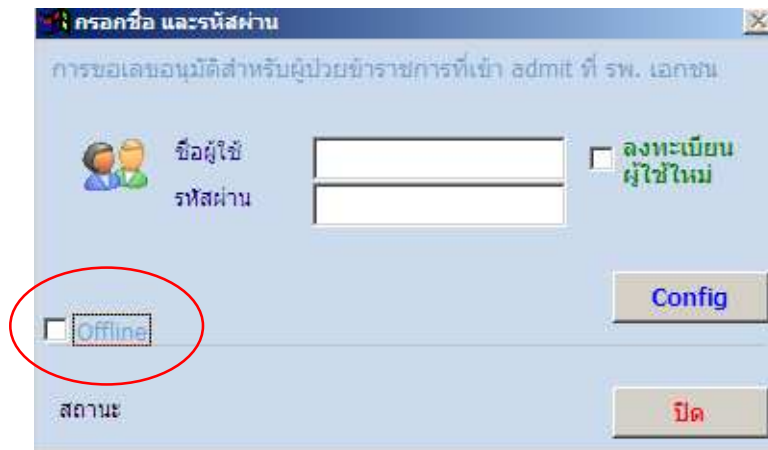 กรอกชื่อ และรหัสผ่าน
การขอเลขอนุมัติสำหรับผู้ป่วยข้าราชการที่เข้า admit ที่ รพ. เอกชน
ชื่อผู้ใช้
ลงทะเบียน
ผู้ใช้ใหม่
รหัสผ่าน
Config
Offline
สถานะ
ปิด